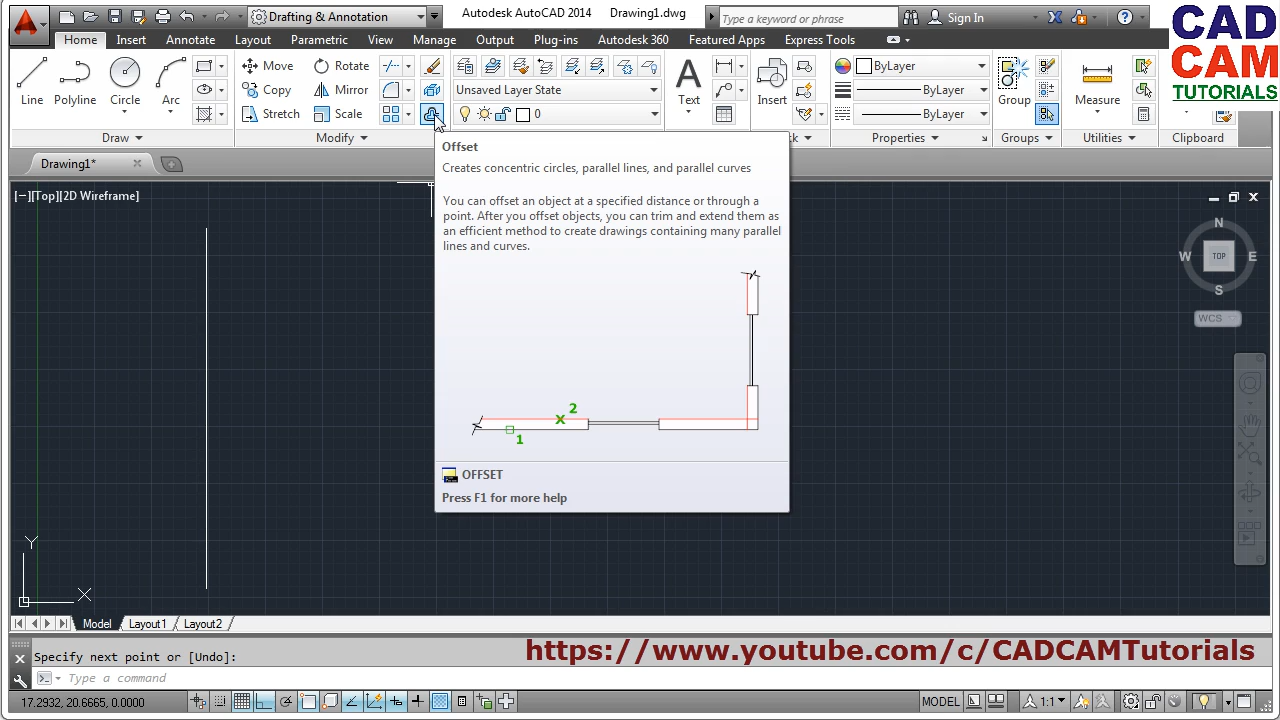 Drafting & Annotation
Autodesk AutoCAD 2014 Drawing1.dwg
Type a keyword or phrase
Sign In
CAD
CAM
TUTORIALS
Home Insert Annotate Layout Parametric View Manage Output Plug-ins Autodesk 360 Featured Apps Express Tools
Line Polyline Circle Arc
Move Rotate
Copy Mirror
Stretch Scale
Unsaved Layer State
0
Text
Insert
ByLayer
ByLayer
ByLayer
Group
Measure
Draw Modify Properties Groups Utilities Clipboard
Drawing1*
[−][Top][2D Wireframe]
Offset
Creates concentric circles, parallel lines, and parallel curves
You can offset an object at a specified distance or through a
point. After you offset objects, you can trim and extend them as
an efficient method to create drawings containing many parallel
lines and curves.
2
X
1
OFFSET
Press F1 for more help
N
W TOP E
S
WCS
Y
X
Model Layout1 Layout2
Specify next point or [Undo]:
https://www.youtube.com/c/CADCAMTutorials
Type a command
17.2932, 20.6665, 0.0000
MODEL
1:1